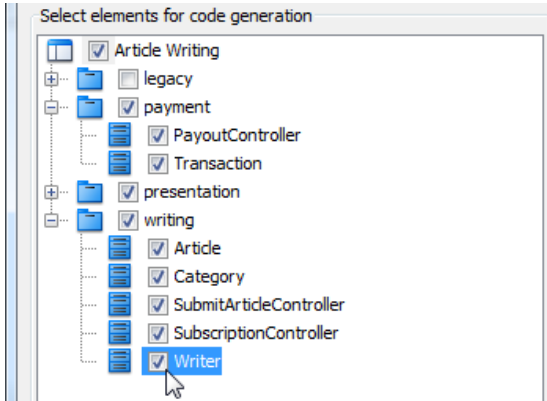 Select elements for code generation
Article Writing
legacy
payment
PayoutController
Transaction
presentation
writing
Article
Category
SubmitArticleController
SubscriptionController
Writer